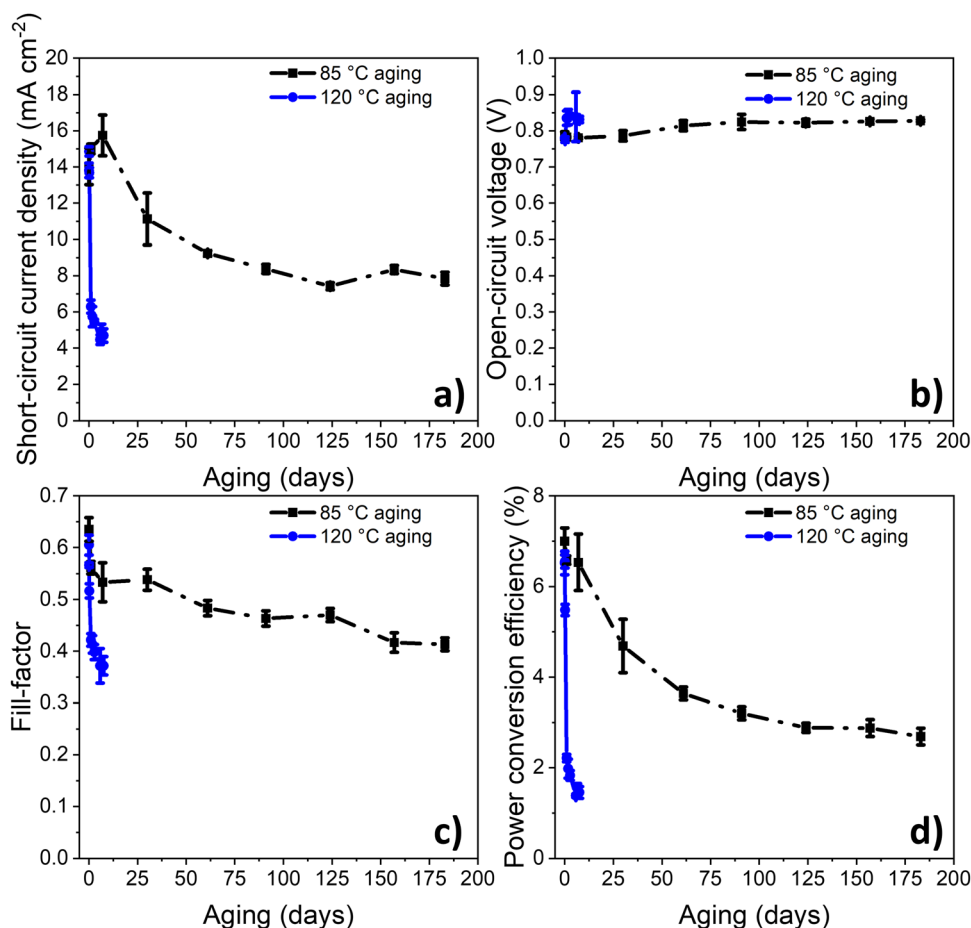 Short-circuit current density (mA cm⁻²)
20
18
16
14
12
10
8
6
4
2
0
85 °C aging
120 °C aging
a)
0 25 50 75 100 125 150 175 200
Aging (days)
Open-circuit voltage (V)
1.0
0.9
0.8
0.7
0.6
0.5
0.4
0.3
0.2
0.1
0.0
85 °C aging
120 °C aging
b)
0 25 50 75 100 125 150 175 200
Aging (days)
Fill-factor
0.7
0.6
0.5
0.4
0.3
0.2
0.1
0.0
85 °C aging
120 °C aging
c)
0 25 50 75 100 125 150 175 200
Aging (days)
Power conversion efficiency (%)
8
6
4
2
0
85 °C aging
120 °C aging
d)
0 25 50 75 100 125 150 175 200
Aging (days)